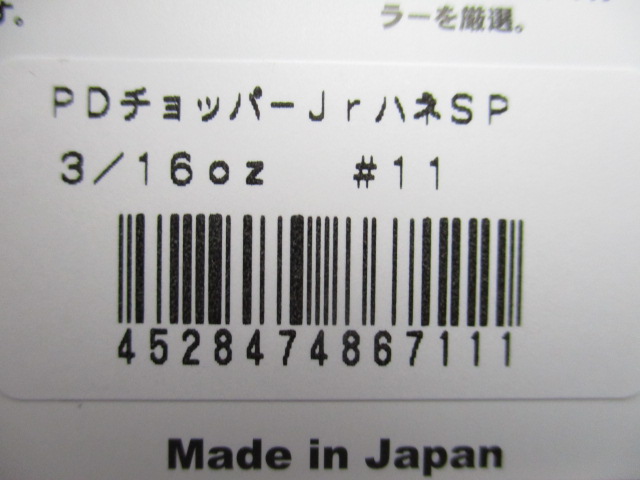 す。
ラーを厳選。
PDチョッパーJrハネSP
3/16oz #11
4528474867111
Made in Japan